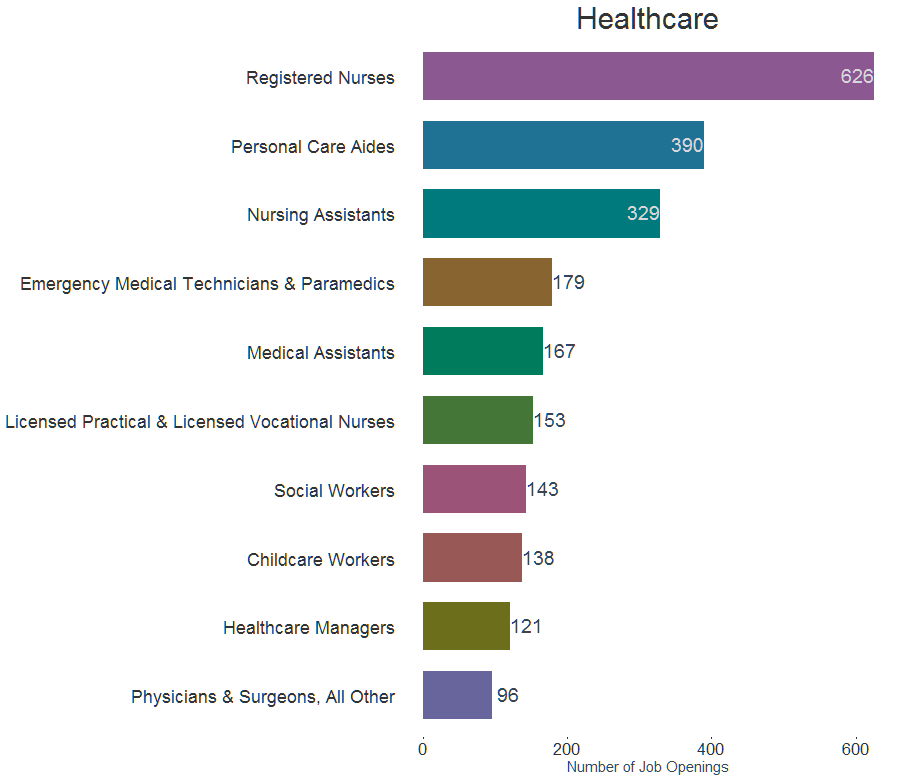 Healthcare
Registered Nurses 626
Personal Care Aides 390
Nursing Assistants 329
Emergency Medical Technicians & Paramedics 179
Medical Assistants 167
Licensed Practical & Licensed Vocational Nurses 153
Social Workers 143
Childcare Workers 138
Healthcare Managers 121
Physicians & Surgeons, All Other 96
0 200 400 600
Number of Job Openings